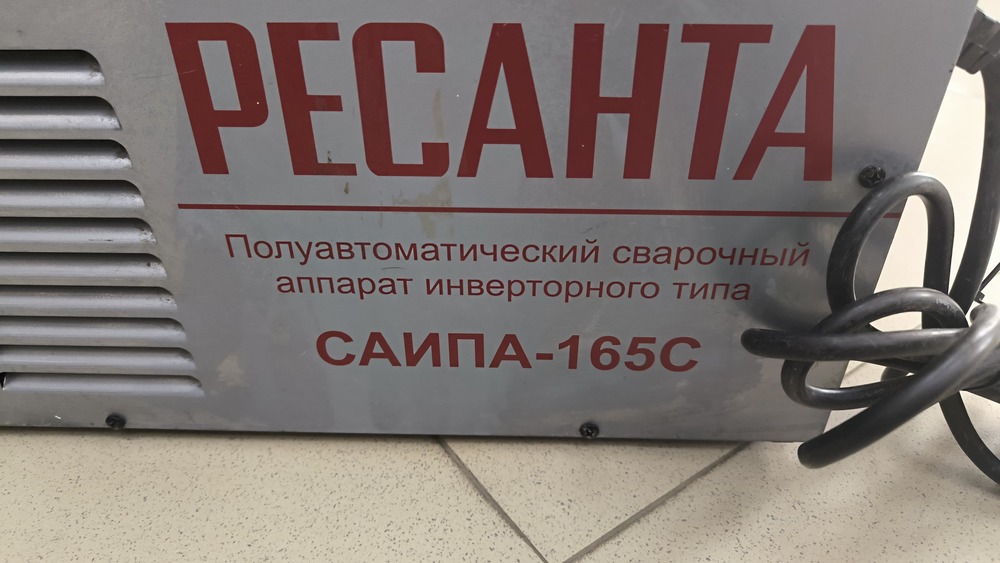 РЕСАНТА
Полуавтоматический сварочный
аппарат инверторного типа
САИПА-165С